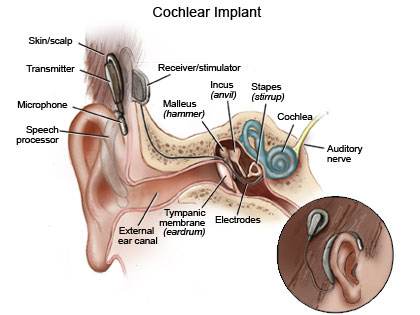 Cochlear Implant
Skin/scalp
Transmitter
Microphone
Speech
processor
Receiver/stimulator
Malleus
(hammer)
Incus
(anvil)
Stapes
(stirrup)
Cochlea
Auditory
nerve
External
ear canal
Tympanic
membrane
(eardrum)
Electrodes